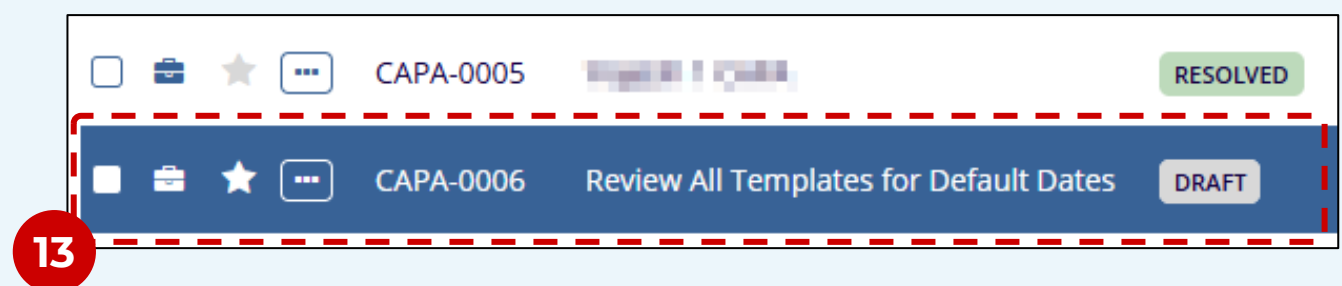 CAPA-0005 RESOLVED
CAPA-0006 Review All Templates for Default Dates DRAFT
13